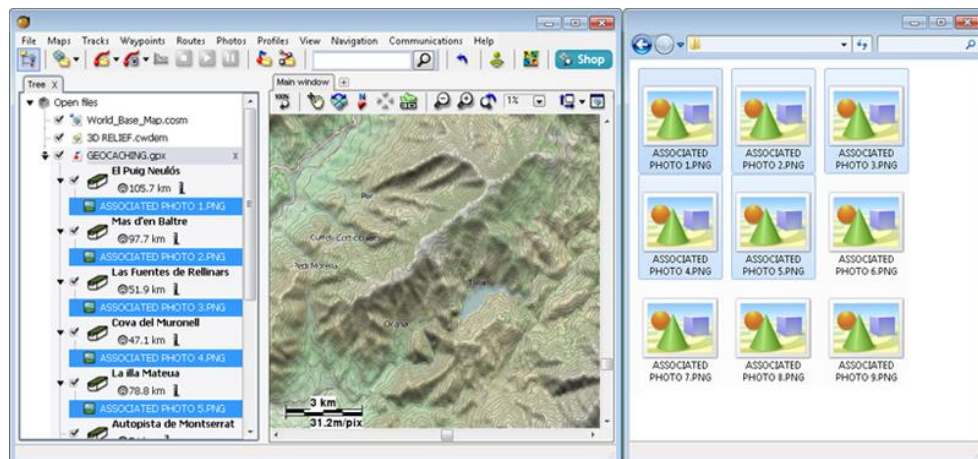 File Maps Tracks Waypoints Routes Photos Profiles View Navigation Communications Help
Shop
Tree X
Main window
100%
N
1%
Open files
World_Base_Map.cosm
3D RELIEF.cwdem
GEOCACHING.gpx x
El Puig Neulós
105.7 km
ASSOCIATED PHOTO 1.PNG
Mas d'en Baltre
97.7 km
ASSOCIATED PHOTO 2.PNG
Las Fuentes de Rellinars
51.9 km
ASSOCIATED PHOTO 3.PNG
Cova del Muronell
47.1 km
ASSOCIATED PHOTO 4.PNG
La illa Mateua
78.8 km
ASSOCIATED PHOTO 5.PNG
Autopista de Montserrat
3 km
31.2m/pix
ASSOCIATED
PHOTO 1.PNG
ASSOCIATED
PHOTO 2.PNG
ASSOCIATED
PHOTO 3.PNG
ASSOCIATED
PHOTO 4.PNG
ASSOCIATED
PHOTO 5.PNG
ASSOCIATED
PHOTO 6.PNG
ASSOCIATED
PHOTO 7.PNG
ASSOCIATED
PHOTO 8.PNG
ASSOCIATED
PHOTO 9.PNG